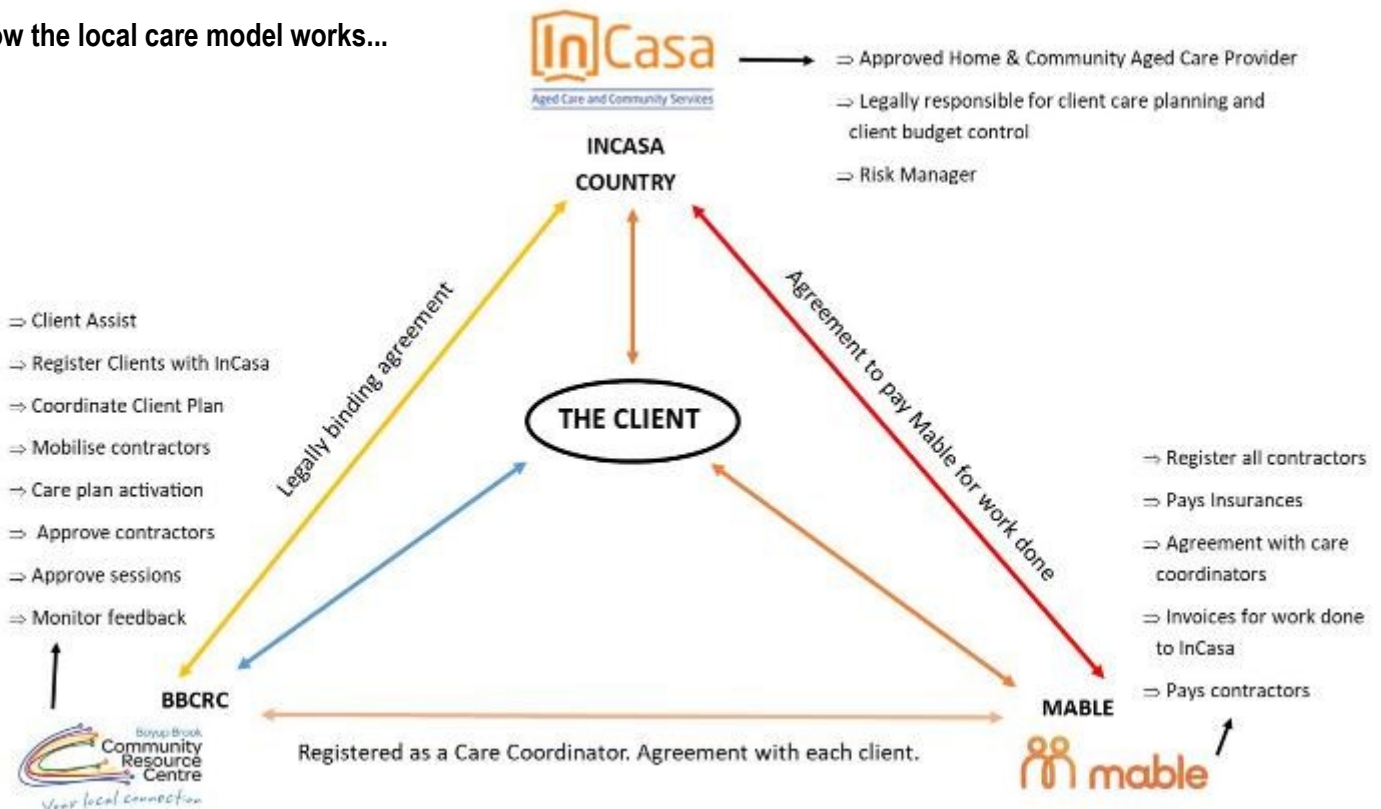 ow the local care model works...
InCasa
Aged Care and Community Services
INCASA
COUNTRY
⇒ Approved Home & Community Aged Care Provider
⇒ Legally responsible for client care planning and
client budget control
⇒ Risk Manager
Legally binding agreement
Agreement to pay Mable for work done
THE CLIENT
⇒ Client Assist
⇒ Register Clients with InCasa
⇒ Coordinate Client Plan
⇒ Mobilise contractors
⇒ Care plan activation
⇒ Approve contractors
⇒ Approve sessions
⇒ Monitor feedback
⇒ Register all contractors
⇒ Pays Insurances
⇒ Agreement with care
coordinators
⇒ Invoices for work done
to InCasa
⇒ Pays contractors
BBCRC
MABLE
Registered as a Care Coordinator. Agreement with each client.
Boyup Brook
Community
Resource
Centre
Your local connection
mable